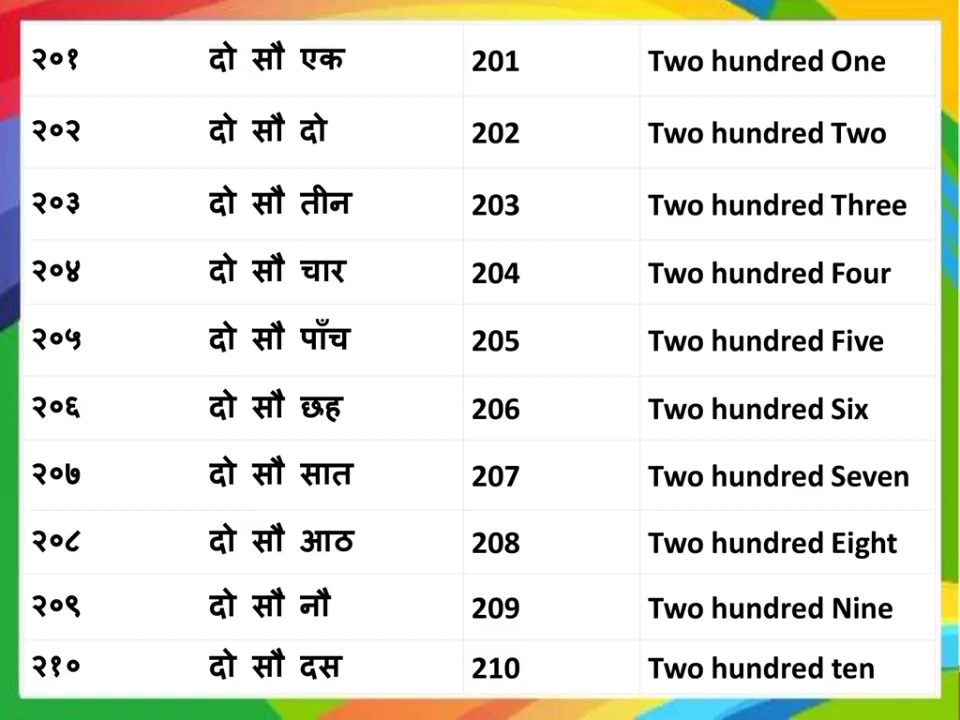 २०१ दो सौ एक 201 Two hundred One
२०२ दो सौ दो 202 Two hundred Two
२०३ दो सौ तीन 203 Two hundred Three
२०४ दो सौ चार 204 Two hundred Four
२०५ दो सौ पाँच 205 Two hundred Five
२०६ दो सौ छह 206 Two hundred Six
२०७ दो सौ सात 207 Two hundred Seven
२०८ दो सौ आठ 208 Two hundred Eight
२०९ दो सौ नौ 209 Two hundred Nine
२१० दो सौ दस 210 Two hundred ten